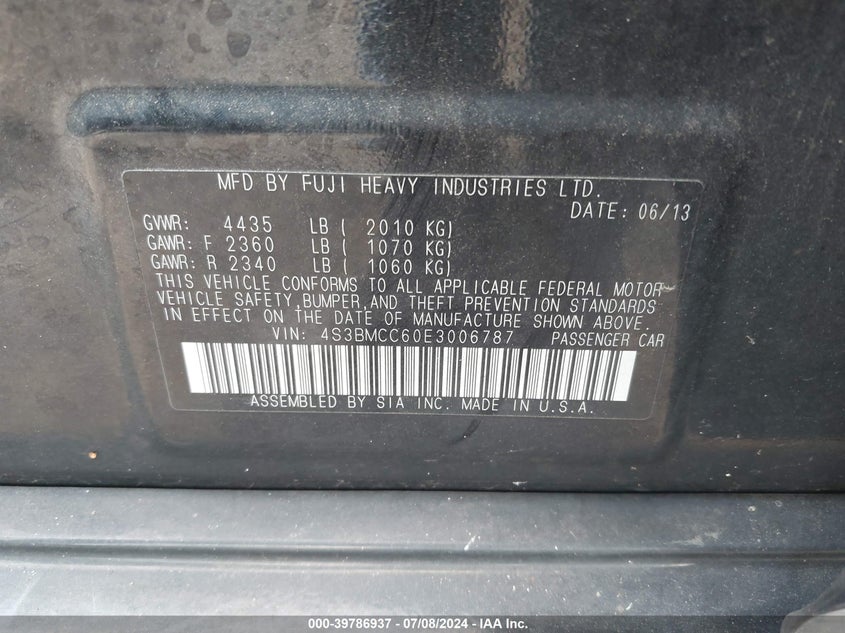 MFD BY FUJI HEAVY INDUSTRIES LTD.
DATE: 06/13
GVWR: 4435 LB ( 2010 KG)
GAWR: F 2360 LB ( 1070 KG)
GAWR: R 2340 LB ( 1060 KG)
THIS VEHICLE CONFORMS TO ALL APPLICABLE FEDERAL MOTOR
VEHICLE SAFETY,BUMPER,AND THEFT PREVENTION STANDARDS
IN EFFECT ON THE DATE OF MANUFACTURE SHOWN ABOVE.
VIN: 4S3BMCC60E3006787 PASSENGER CAR
ASSEMBLED BY SIA INC. MADE IN U.S.A.
000-39786937 - 07/08/2024 - IAA Inc.